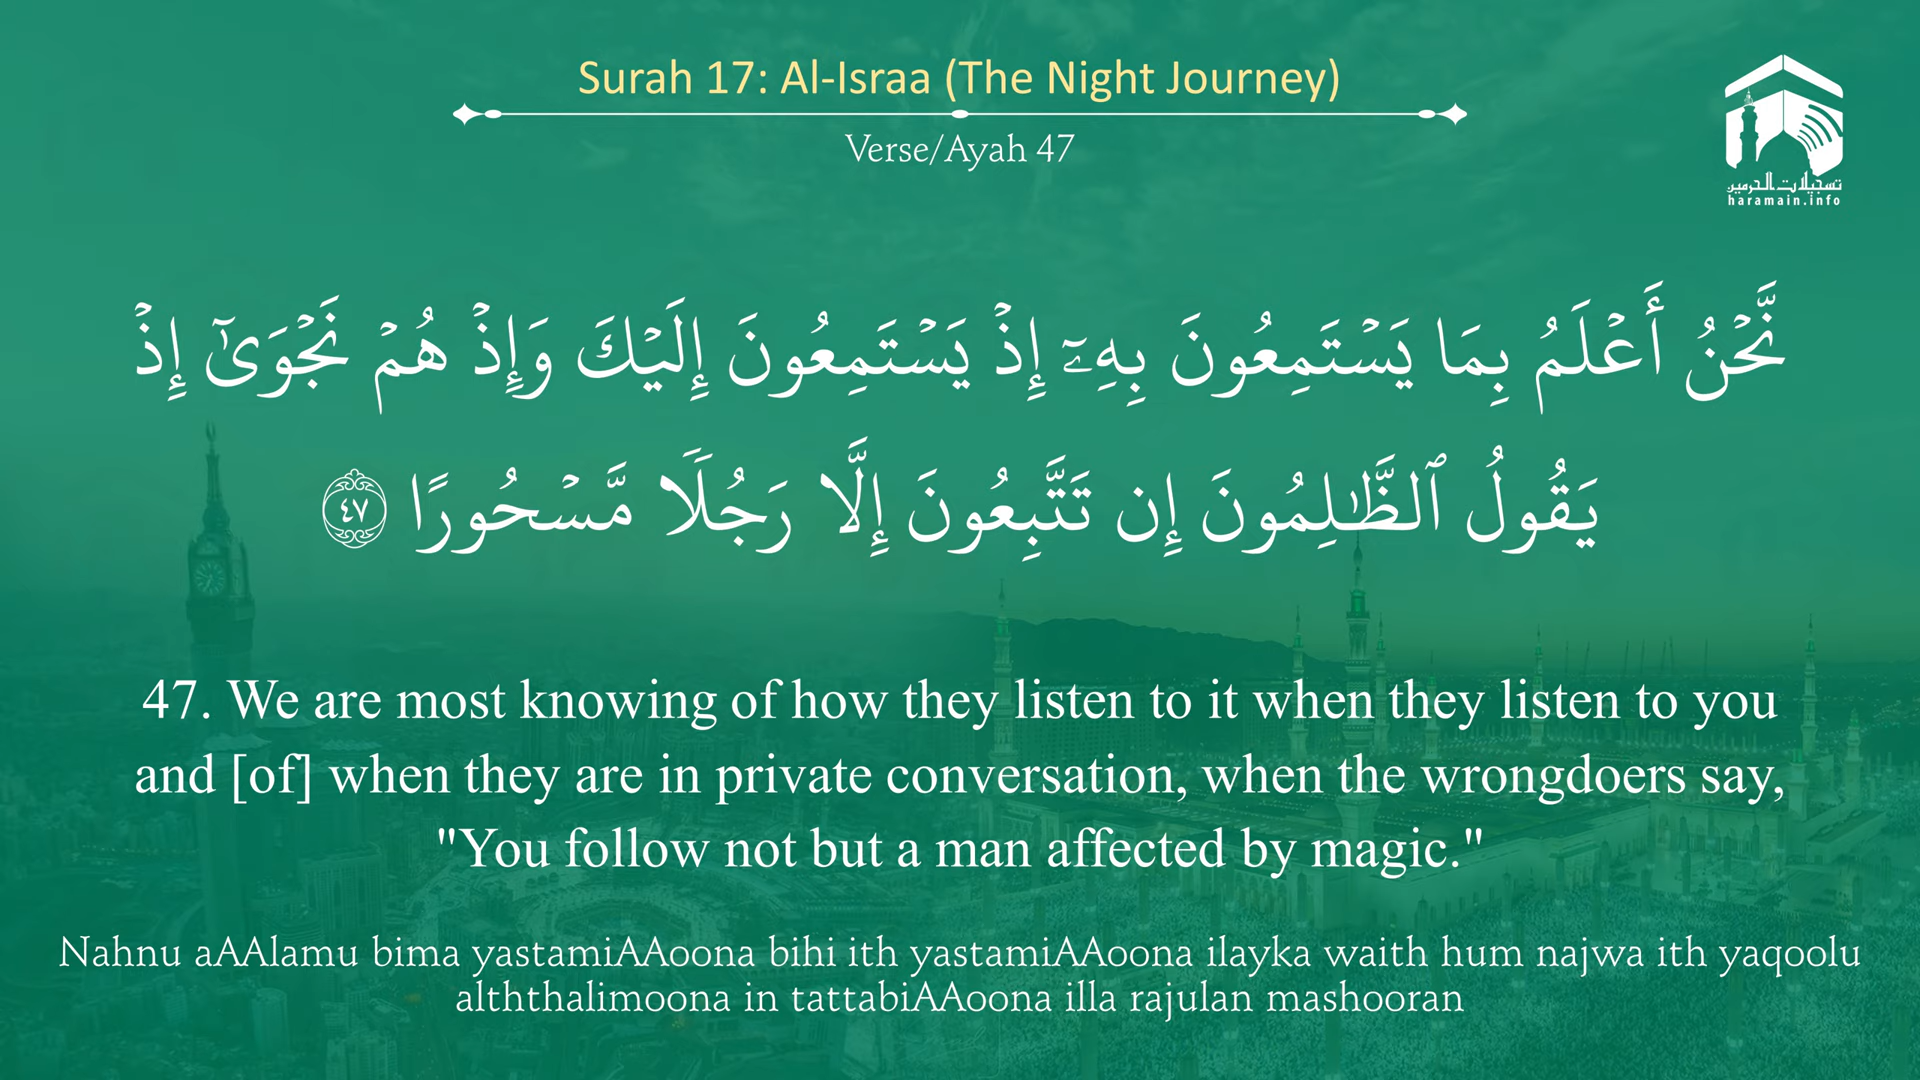 Surah 17: Al-Israa (The Night Journey)
Verse/Ayah 47
تسجيلات الحرمين
haramain.info
نَّحْنُ أَعْلَمُ بِمَا يَسْتَمِعُونَ بِهِۦٓ إِذْ يَسْتَمِعُونَ إِلَيْكَ وَإِذْ هُمْ نَجْوَىٰٓ إِذْ
يَقُولُ ٱلظَّـٰلِمُونَ إِن تَتَّبِعُونَ إِلَّا رَجُلًا مَّسْحُورًا ٤٧
47. We are most knowing of how they listen to it when they listen to you
and [of] when they are in private conversation, when the wrongdoers say,
"You follow not but a man affected by magic."
Nahnu aAAlamu bima yastamiAAoona bihi ith yastamiAAoona ilayka waith hum najwa ith yaqoolu
alththalimoona in tattabiAAoona illa rajulan mashooran